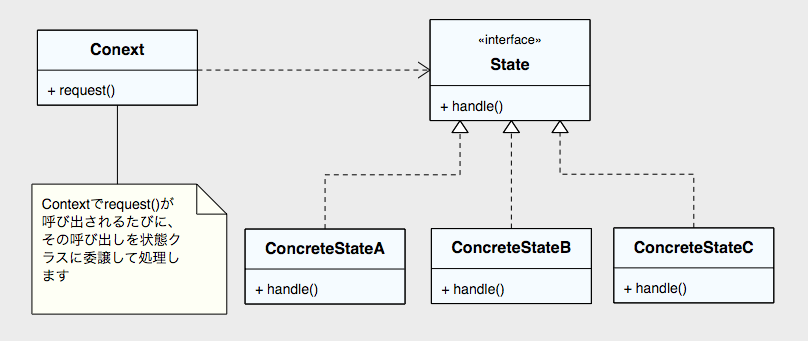 Conext
+ request()
«interface»
State
+ handle()
Contextでrequest()が
呼び出されるたびに、
その呼び出しを状態ク
ラスに委譲して処理し
ます
ConcreteStateA
+ handle()
ConcreteStateB
+ handle()
ConcreteStateC
+ handle()